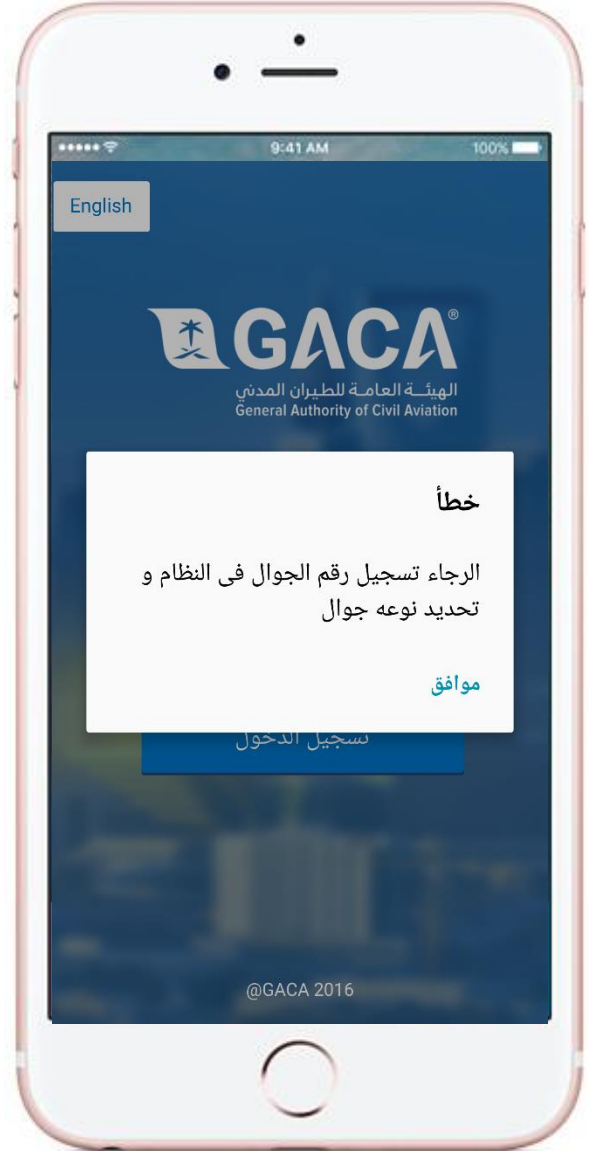 9:41 AM
100%
English
GACA®
الهيئــة العامــة للطيران المدني
General Authority of Civil Aviation
خطأ
الرجاء تسجيل رقم الجوال فى النظام و
تحديد نوعه جوال
موافق
تسجيل الدخول
@GACA 2016